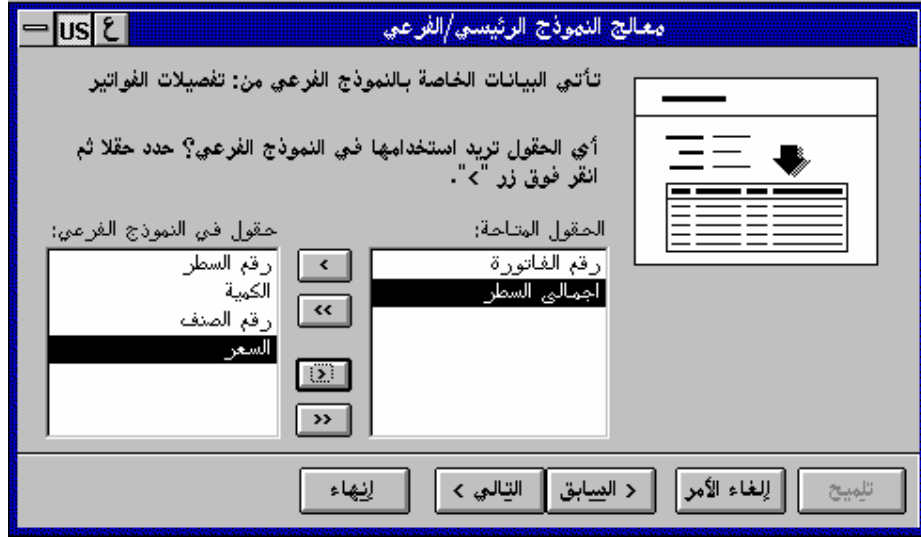 معالج النموذج الرئيسي/الفرعي
ع
US
تأتي البيانات الخاصة بالنموذج الفرعي من: تفصيلات الفواتير
أي الحقول تريد استخدامها في النموذج الفرعي؟ حدد حقلا ثم
انقر فوق زر "<".
الحقول المتاحة:
رقم الفاتورة
اجمالى السطر
<
<<
>
>>
حقول في النموذج الفرعي:
رقم السطر
الكمية
رقم الصنف
السعر
تلميح
إلغاء الأمر
< السابق
التالي >
إنهاء